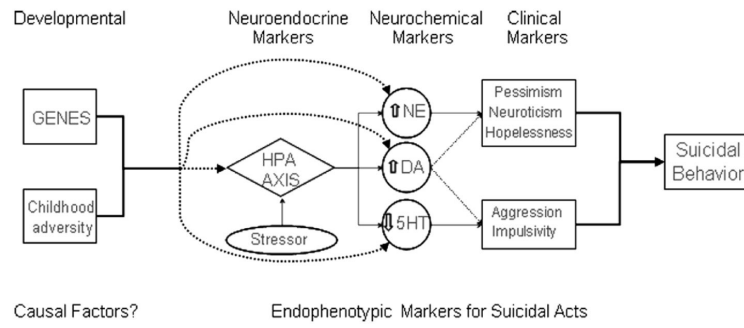 Developmental
Neuroendocrine
Markers
Neurochemical
Markers
Clinical
Markers
GENES
Childhood
adversity
HPA
AXIS
Stressor
⇧NE
⇧DA
⇩5HT
Pessimism
Neuroticism
Hopelessness
Aggression
Impulsivity
Suicidal
Behavior
Causal Factors?
Endophenotypic Markers for Suicidal Acts